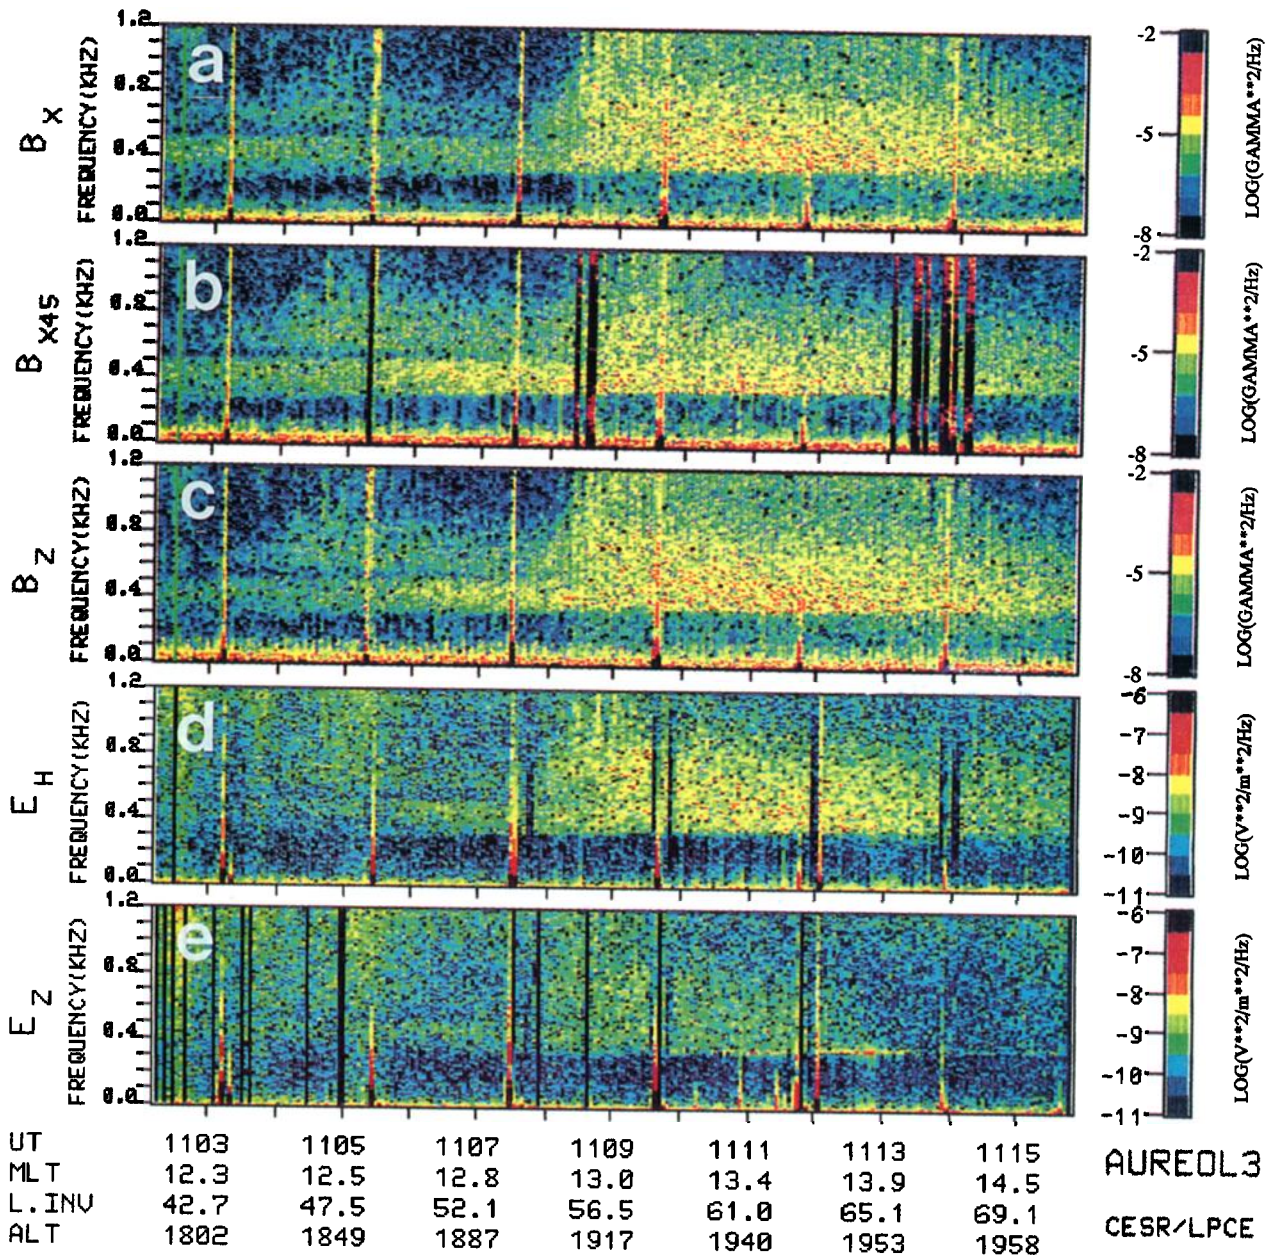 a
B X
FREQUENCY(KHZ)
1.2
0.8
0.4
0.0
-2
-5
-8
LOG(GAMMA**2/Hz)
b
B X45
FREQUENCY(KHZ)
1.2
0.8
0.4
0.0
-2
-5
-8
LOG(GAMMA**2/Hz)
c
B Z
FREQUENCY(KHZ)
1.2
0.8
0.4
0.0
-2
-5
-8
LOG(GAMMA**2/Hz)
d
E H
FREQUENCY(KHZ)
1.2
0.8
0.4
0.0
-6
-7
-8
-9
-10
-11
LOG(V**2/m**2/Hz)
e
E Z
FREQUENCY(KHZ)
1.2
0.8
0.4
0.0
-6
-7
-8
-9
-10
-11
LOG(V**2/m**2/Hz)
UT 1103 1105 1107 1109 1111 1113 1115
MLT 12.3 12.5 12.8 13.0 13.4 13.9 14.5
L.INV 42.7 47.5 52.1 56.5 61.0 65.1 69.1
ALT 1802 1849 1887 1917 1940 1953 1958
AUREOL3
CESR/LPCE